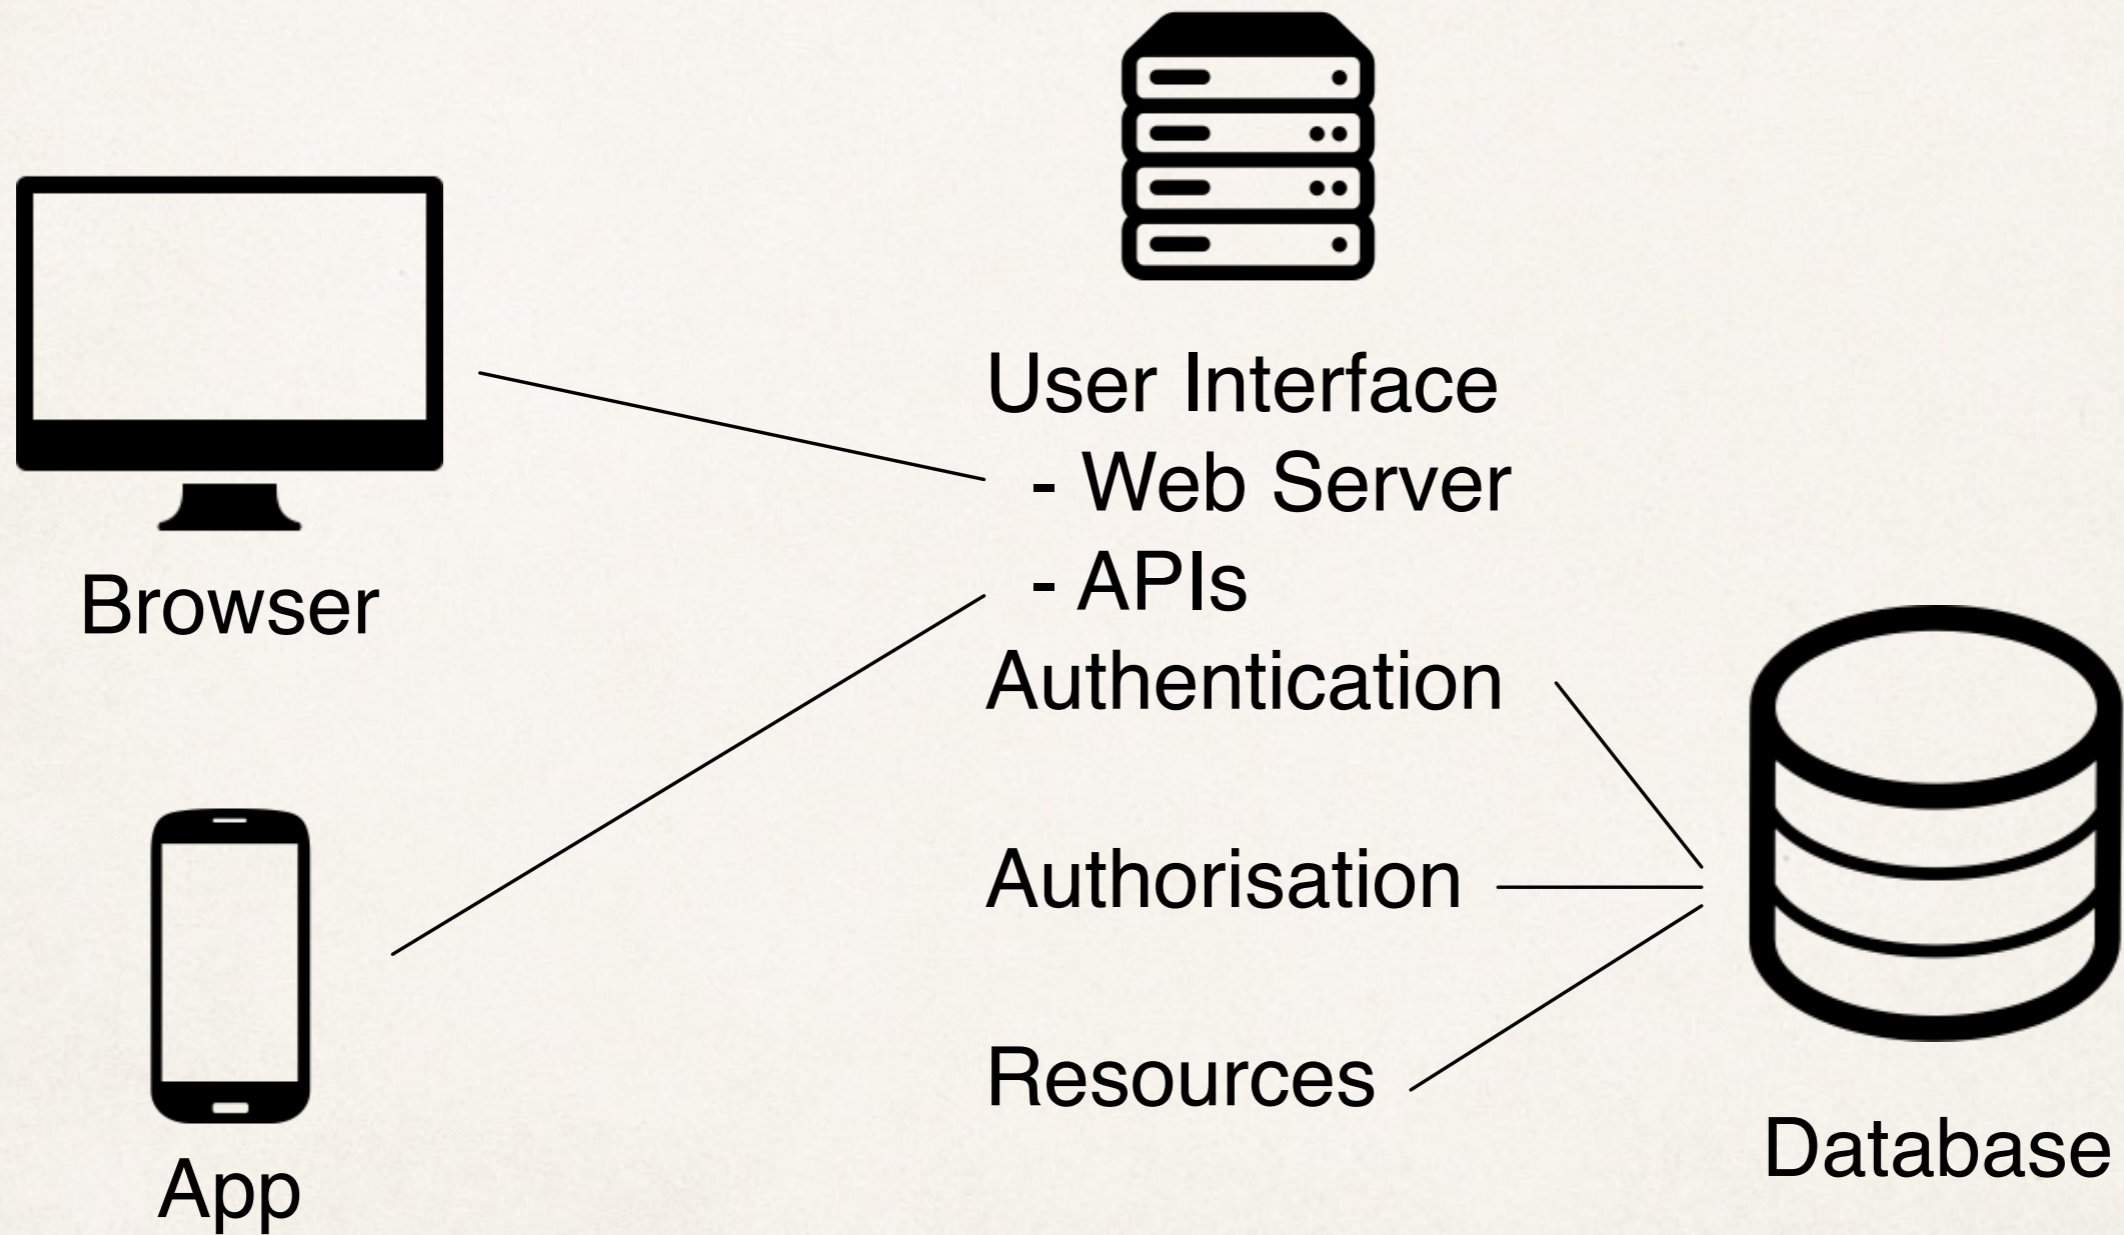 User Interface
- Web Server
- APIs
Authentication
Authorisation
Resources
Browser
App
Database